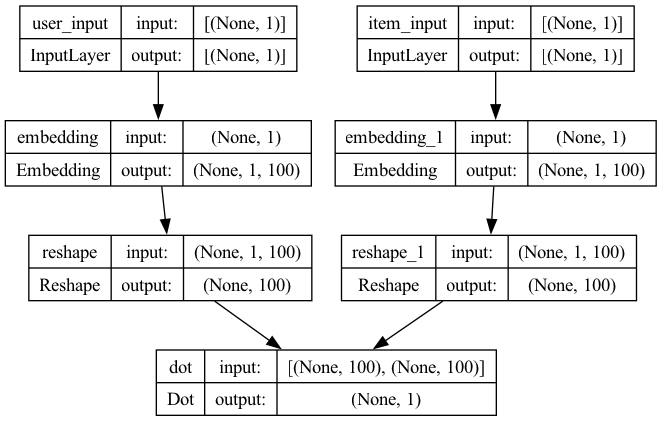 user_input input: [(None, 1)]
InputLayer output: [(None, 1)]
item_input input: [(None, 1)]
InputLayer output: [(None, 1)]
embedding input: (None, 1)
Embedding output: (None, 1, 100)
embedding_1 input: (None, 1)
Embedding output: (None, 1, 100)
reshape input: (None, 1, 100)
Reshape output: (None, 100)
reshape_1 input: (None, 1, 100)
Reshape output: (None, 100)
dot input: [(None, 100), (None, 100)]
Dot output: (None, 1)